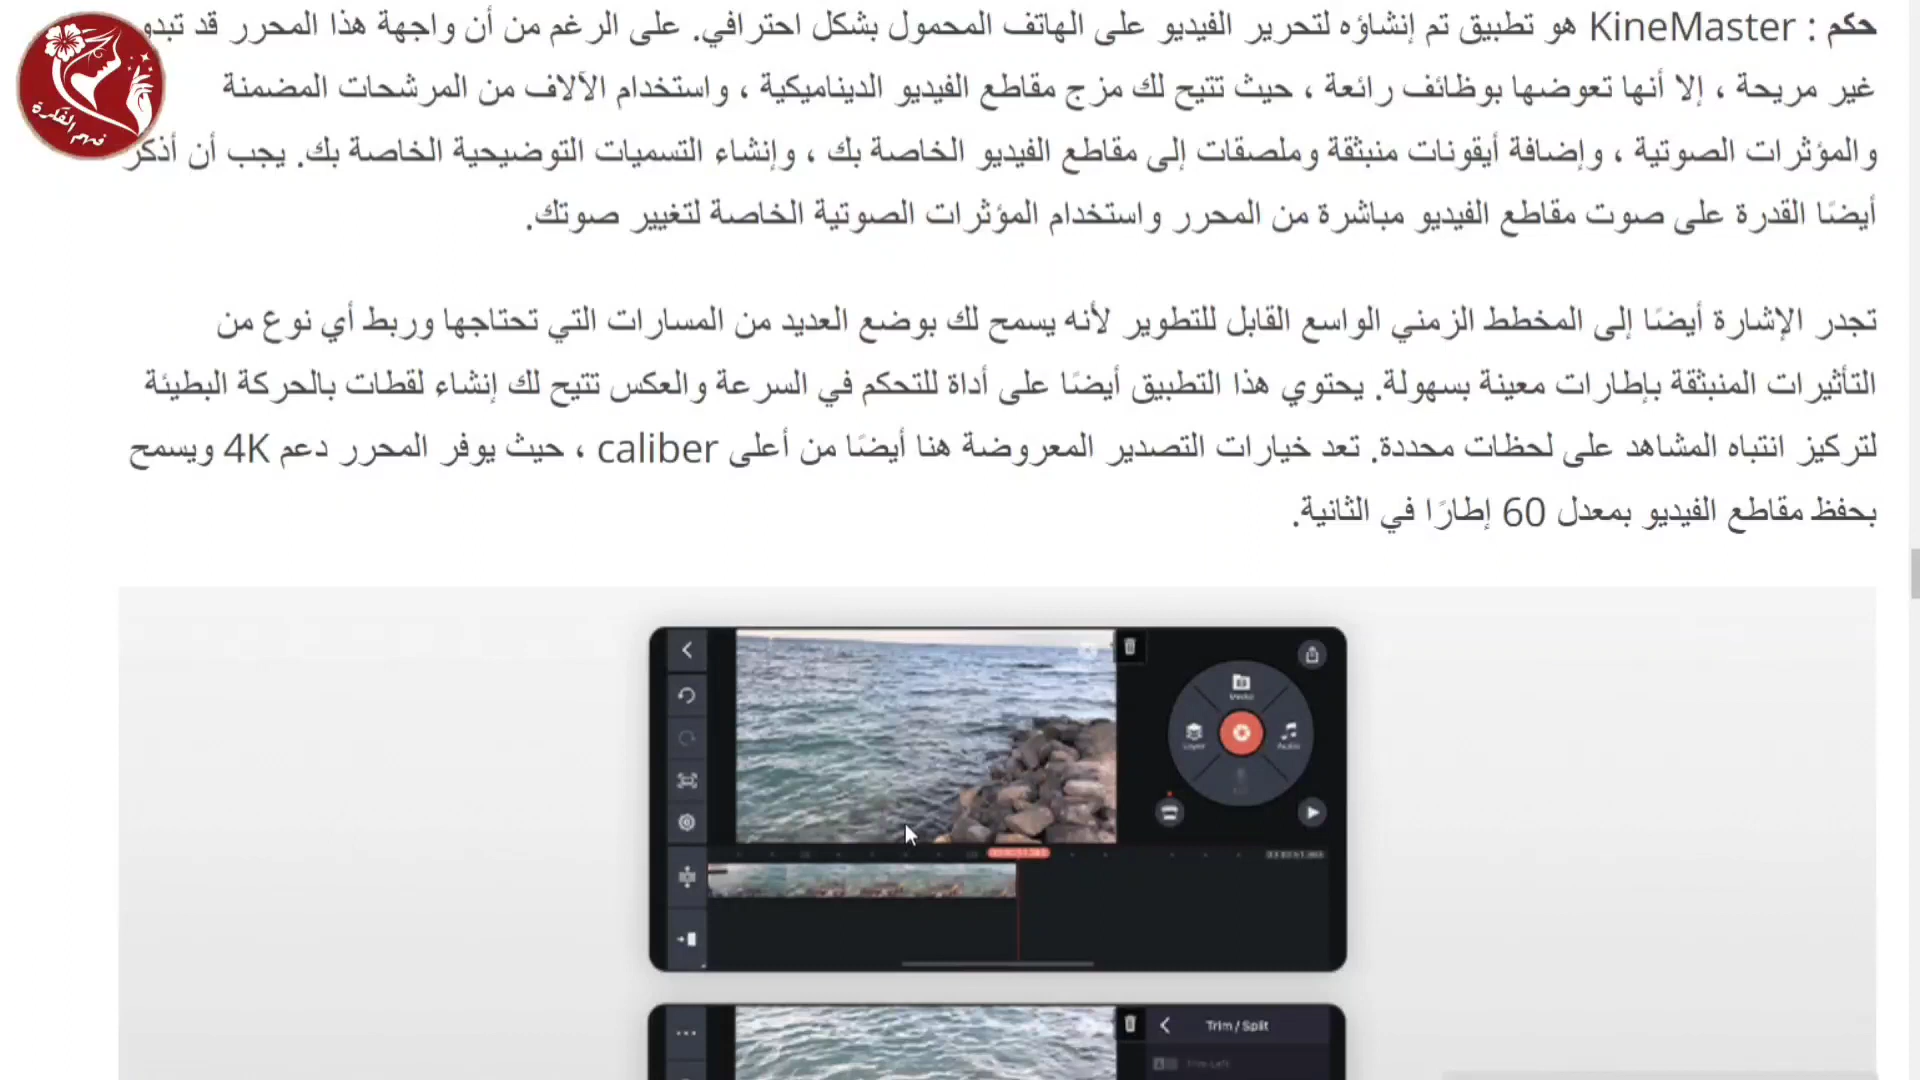 حكم : KineMaster هو تطبيق تم إنشاؤه لتحرير الفيديو على الهاتف المحمول بشكل احترافي. على الرغم من أن واجهة هذا المحرر قد تبدو
غير مريحة ، إلا أنها تعوضها بوظائف رائعة ، حيث تتيح لك مزج مقاطع الفيديو الديناميكية ، واستخدام الآلاف من المرشحات المضمنة
والمؤثرات الصوتية ، وإضافة أيقونات منبثقة وملصقات إلى مقاطع الفيديو الخاصة بك ، وإنشاء التسميات التوضيحية الخاصة بك. يجب أن أذكر
أيضًا القدرة على صوت مقاطع الفيديو مباشرة من المحرر واستخدام المؤثرات الصوتية الخاصة لتغيير صوتك.
تجدر الإشارة أيضًا إلى المخطط الزمني الواسع القابل للتطوير لأنه يسمح لك بوضع العديد من المسارات التي تحتاجها وربط أي نوع من
التأثيرات المنبثقة بإطارات معينة بسهولة. يحتوي هذا التطبيق أيضًا على أداة للتحكم في السرعة والعكس تتيح لك إنشاء لقطات بالحركة البطيئة
لتركيز انتباه المشاهد على لحظات محددة. تعد خيارات التصدير المعروضة هنا أيضًا من أعلى caliber ، حيث يوفر المحرر دعم 4K ويسمح
بحفظ مقاطع الفيديو بمعدل 60 إطارًا في الثانية.
فهم الفكرة
Layer
Audio
Trim / Split
Trim Left